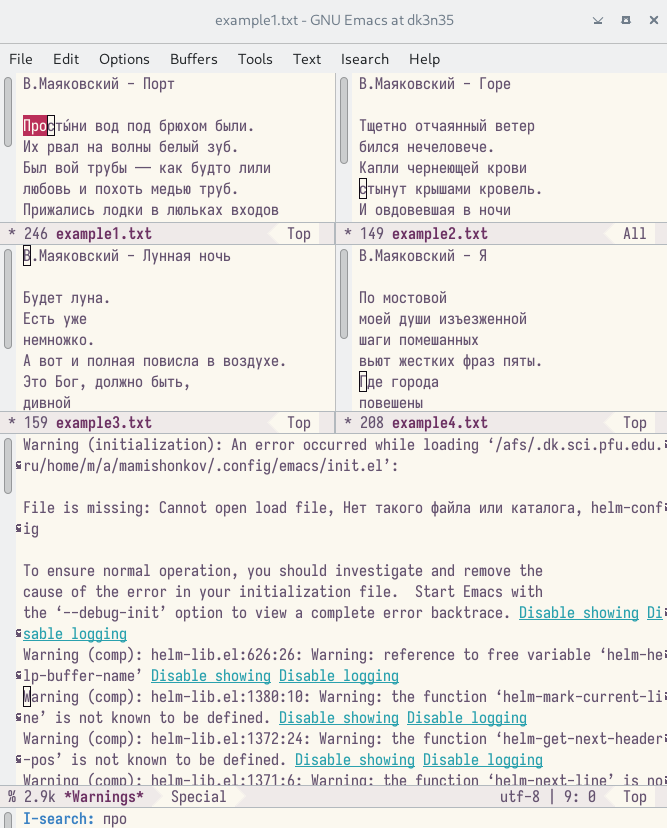 example1.txt - GNU Emacs at dk3n35
File Edit Options Buffers Tools Text Isearch Help
В.Маяковский - Порт
Просты́ни вод под брюхом были.
Их рвал на волны белый зуб.
Был вой трубы — как будто лили
любовь и похоть медью труб.
Прижались лодки в люльках входов
* 246 example1.txt Top
В.Маяковский - Горе
Тщетно отчаянный ветер
бился нечеловече.
Капли чернеющей крови
стынут крышами кровель.
И овдовевшая в ночи
* 149 example2.txt All
В.Маяковский - Лунная ночь
Будет луна.
Есть уже
немножко.
А вот и полная повисла в воздухе.
Это Бог, должно быть,
дивной
* 159 example3.txt Top
В.Маяковский - Я
По мостовой
моей души изъезженной
шаги помешанных
вьют жестких фраз пяты.
Где города
повешены
* 208 example4.txt Top
Warning (initialization): An error occurred while loading ‘/afs/.dk.sci.pfu.edu.
ru/home/m/a/mamishonkov/.config/emacs/init.el’:
File is missing: Cannot open load file, Нет такого файла или каталога, helm-conf
ig
To ensure normal operation, you should investigate and remove the
cause of the error in your initialization file.  Start Emacs with
the ‘--debug-init’ option to view a complete error backtrace. Disable showing Di
sable logging
Warning (comp): helm-lib.el:626:26: Warning: reference to free variable ‘helm-he
lp-buffer-name’ Disable showing Disable logging
Warning (comp): helm-lib.el:1380:10: Warning: the function ‘helm-mark-current-li
ne’ is not known to be defined. Disable showing Disable logging
Warning (comp): helm-lib.el:1372:24: Warning: the function ‘helm-get-next-header
-pos’ is not known to be defined. Disable showing Disable logging
Warning (comp): helm-lib.el:1371:6: Warning: the function ‘helm-next-line’ is no
% 2.9k *Warnings* Special utf-8 | 9: 0 Top
I-search: про